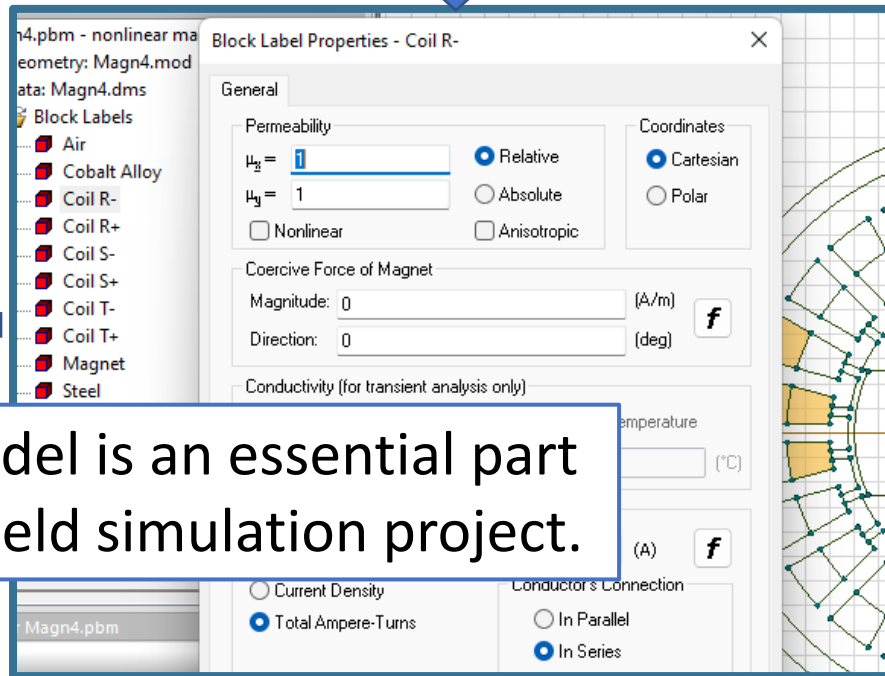 n4.pbm - nonlinear ma
eometry: Magn4.mod
ata: Magn4.dms
Block Labels
Air
Cobalt Alloy
Coil R-
Coil R+
Coil S-
Coil S+
Coil T-
Coil T+
Magnet
Steel
r Magn4.pbm
Block Label Properties - Coil R-
General
Permeability
μx = 1
μy = 1
Relative
Absolute
Nonlinear
Anisotropic
Coordinates
Cartesian
Polar
Coercive Force of Magnet
Magnitude: 0 (A/m)
Direction: 0 (deg)
f
Conductivity (for transient analysis only)
emperature
(°C)
del is an essential part
eld simulation project.
(A)
f
Current Density
Total Ampere-Turns
Conductor's Connection
In Parallel
In Series